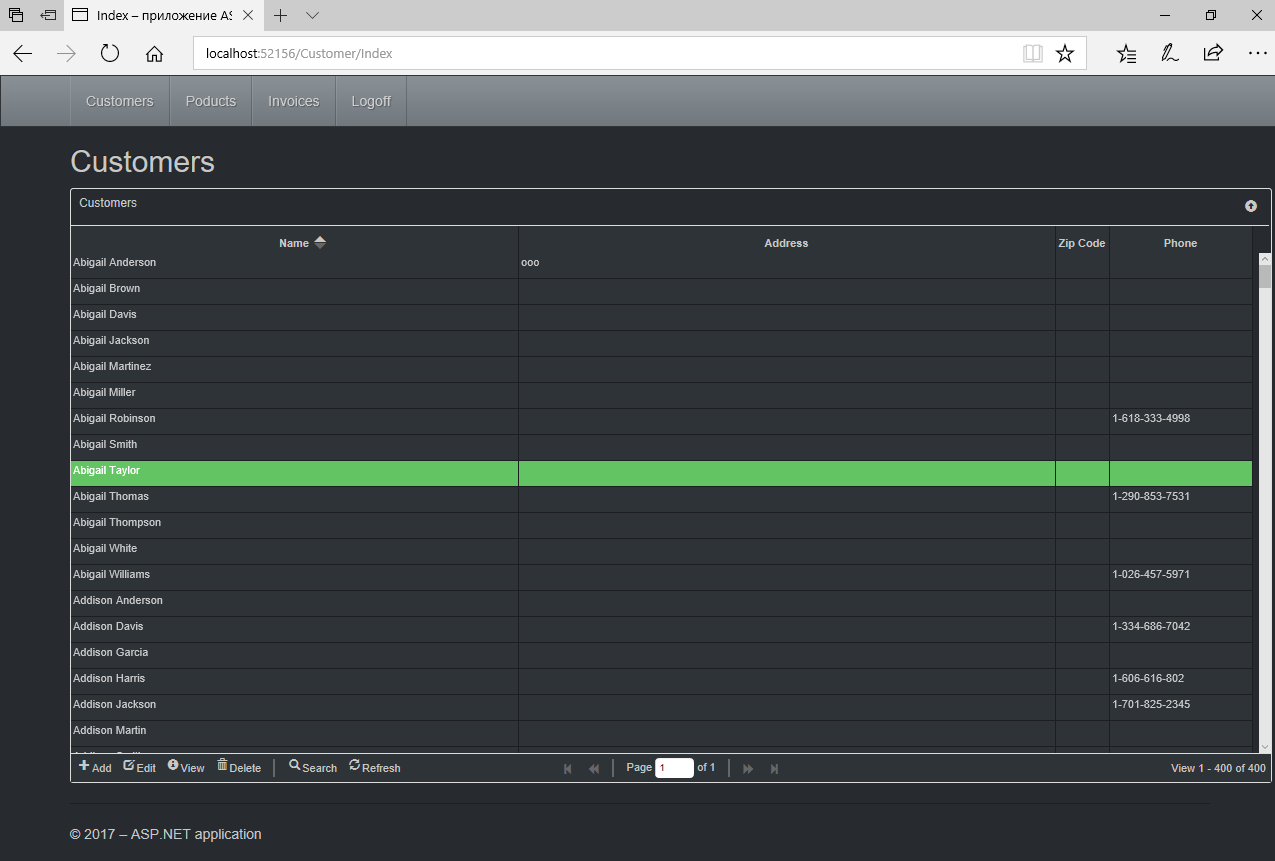 Index – приложение AS
localhost:52156/Customer/Index
Customers Poducts Invoices Logoff
Customers
Customers
Name Address Zip Code Phone
Abigail Anderson ooo
Abigail Brown
Abigail Davis
Abigail Jackson
Abigail Martinez
Abigail Miller
Abigail Robinson 1-618-333-4998
Abigail Smith
Abigail Taylor
Abigail Thomas 1-290-853-7531
Abigail Thompson
Abigail White
Abigail Williams 1-026-457-5971
Addison Anderson
Addison Davis 1-334-686-7042
Addison Garcia
Addison Harris 1-606-616-802
Addison Jackson 1-701-825-2345
Addison Martin
Add Edit View Delete Search Refresh Page 1 of 1 View 1 - 400 of 400
© 2017 – ASP.NET application